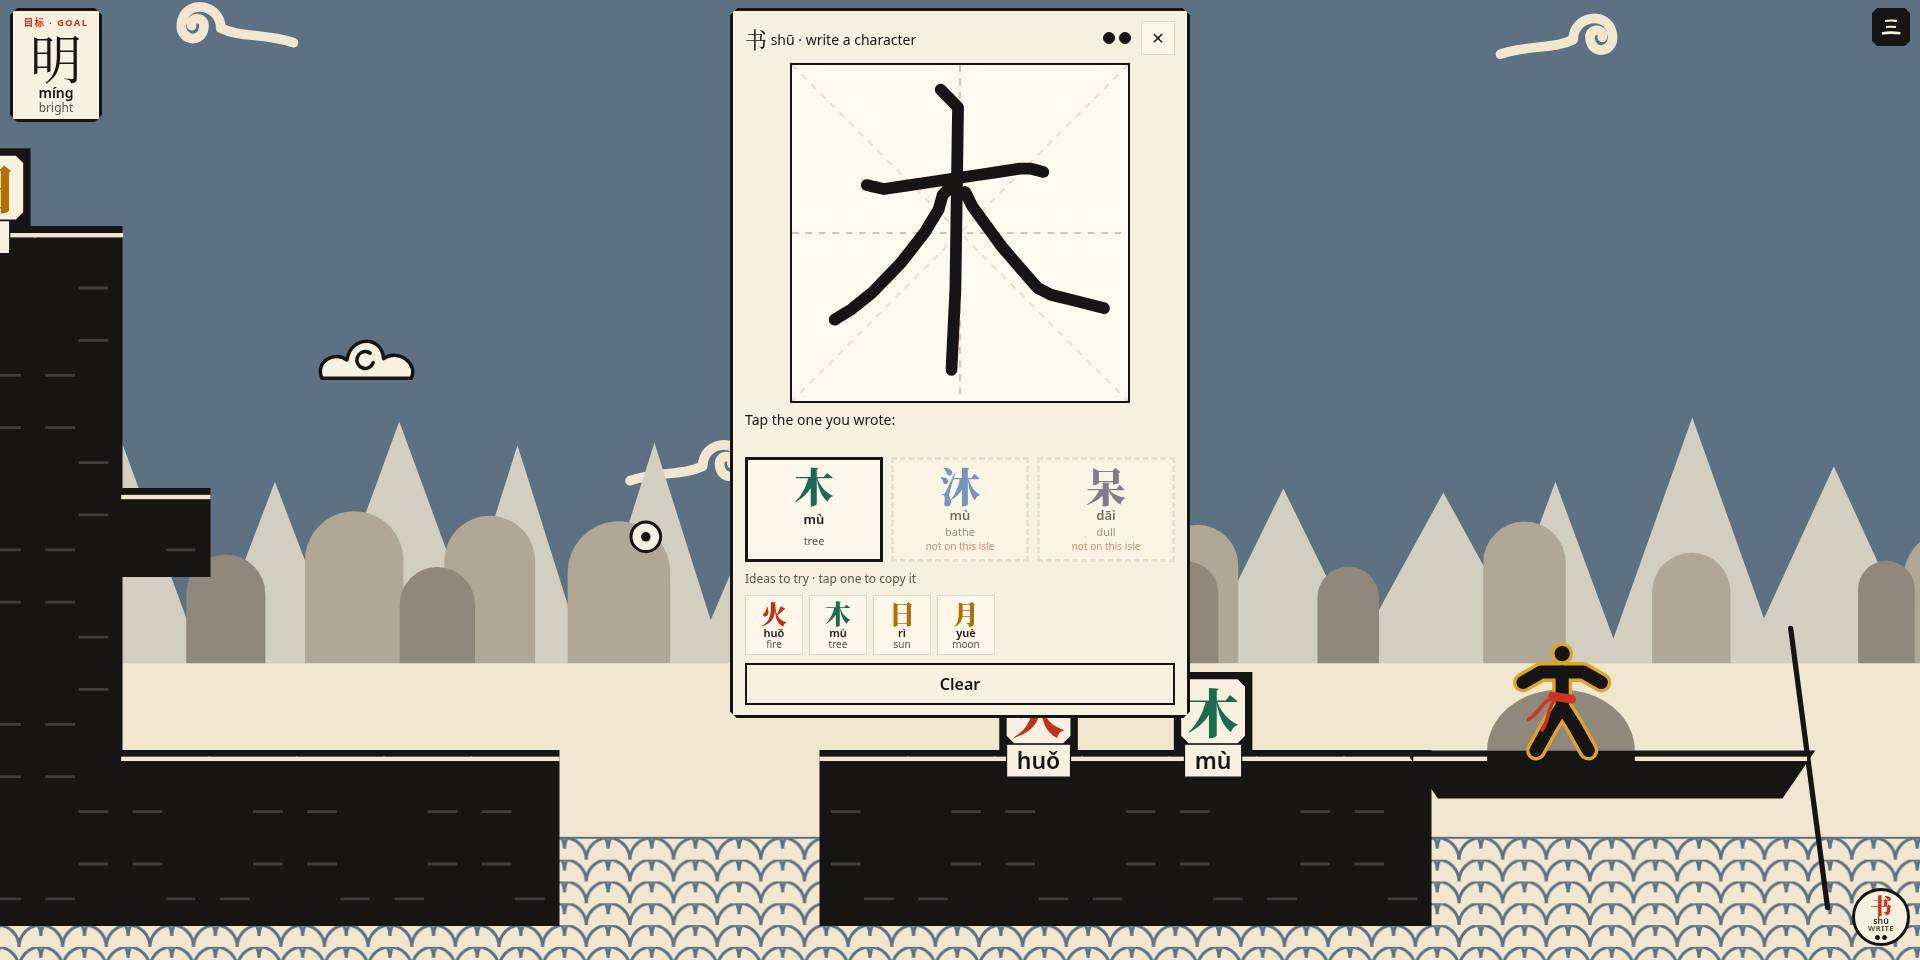 目标 · GOAL
明
míng
bright
三
书 shū · write a character
✕
木
Tap the one you wrote:
木
mù
tree
沐
mù
bathe
not on this isle
呆
dāi
dull
not on this isle
Ideas to try · tap one to copy it
火
huǒ
fire
木
mù
tree
日
rì
sun
月
yuè
moon
Clear
火
huǒ
木
mù
书
shū
WRITE